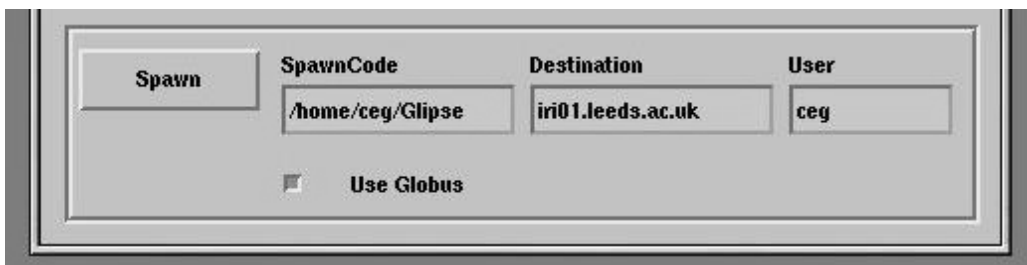 Spawn
SpawnCode
Destination
User
/home/ceg/Glipse
iri01.leeds.ac.uk
ceg
Use Globus